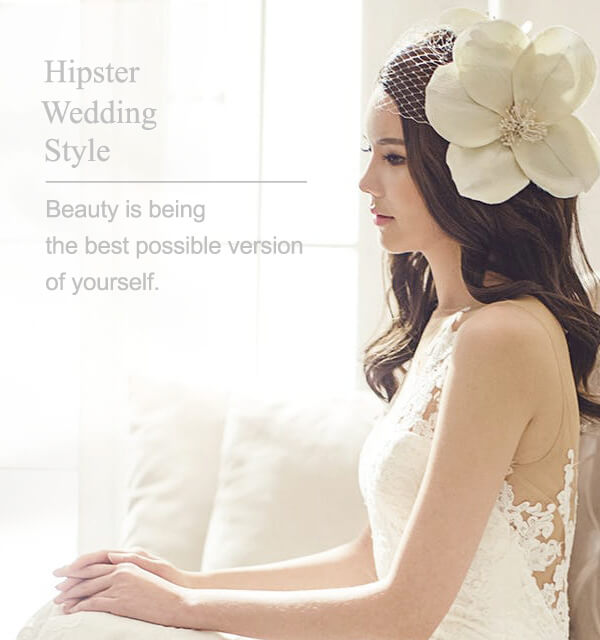 Hipster
Wedding
Style
Beauty is being
the best possible version
of yourself.